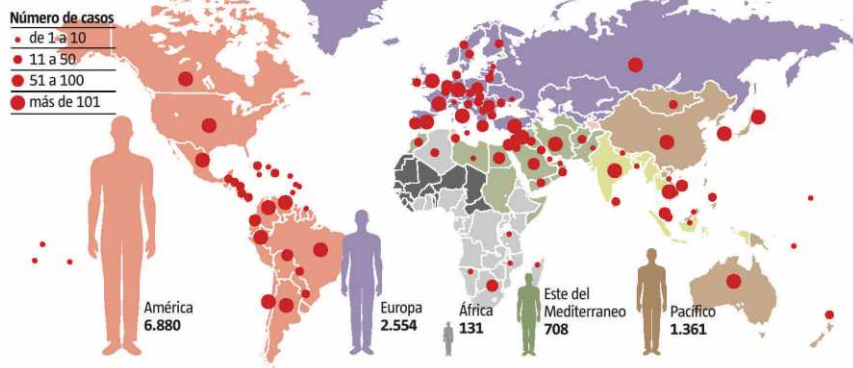 Número de casos
de 1 a 10
11 a 50
51 a 100
más de 101
América
6.880
Europa
2.554
África
131
Este del
Mediterraneo
708
Pacífico
1.361